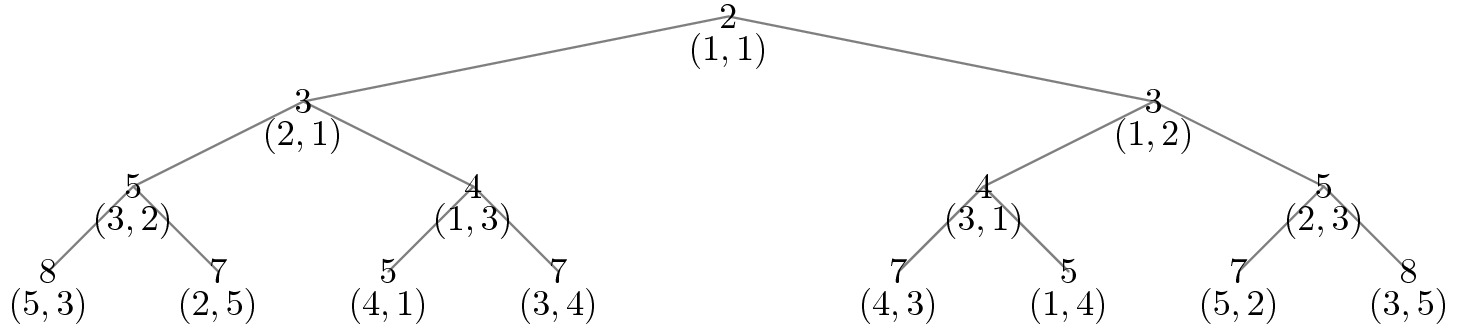 2
(1, 1)
3 3
(2, 1) (1, 2)
5 4 4 5
(3, 2) (1, 3) (3, 1) (2, 3)
8 7 5 7 7 5 7 8
(5, 3) (2, 5) (4, 1) (3, 4) (4, 3) (1, 4) (5, 2) (3, 5)